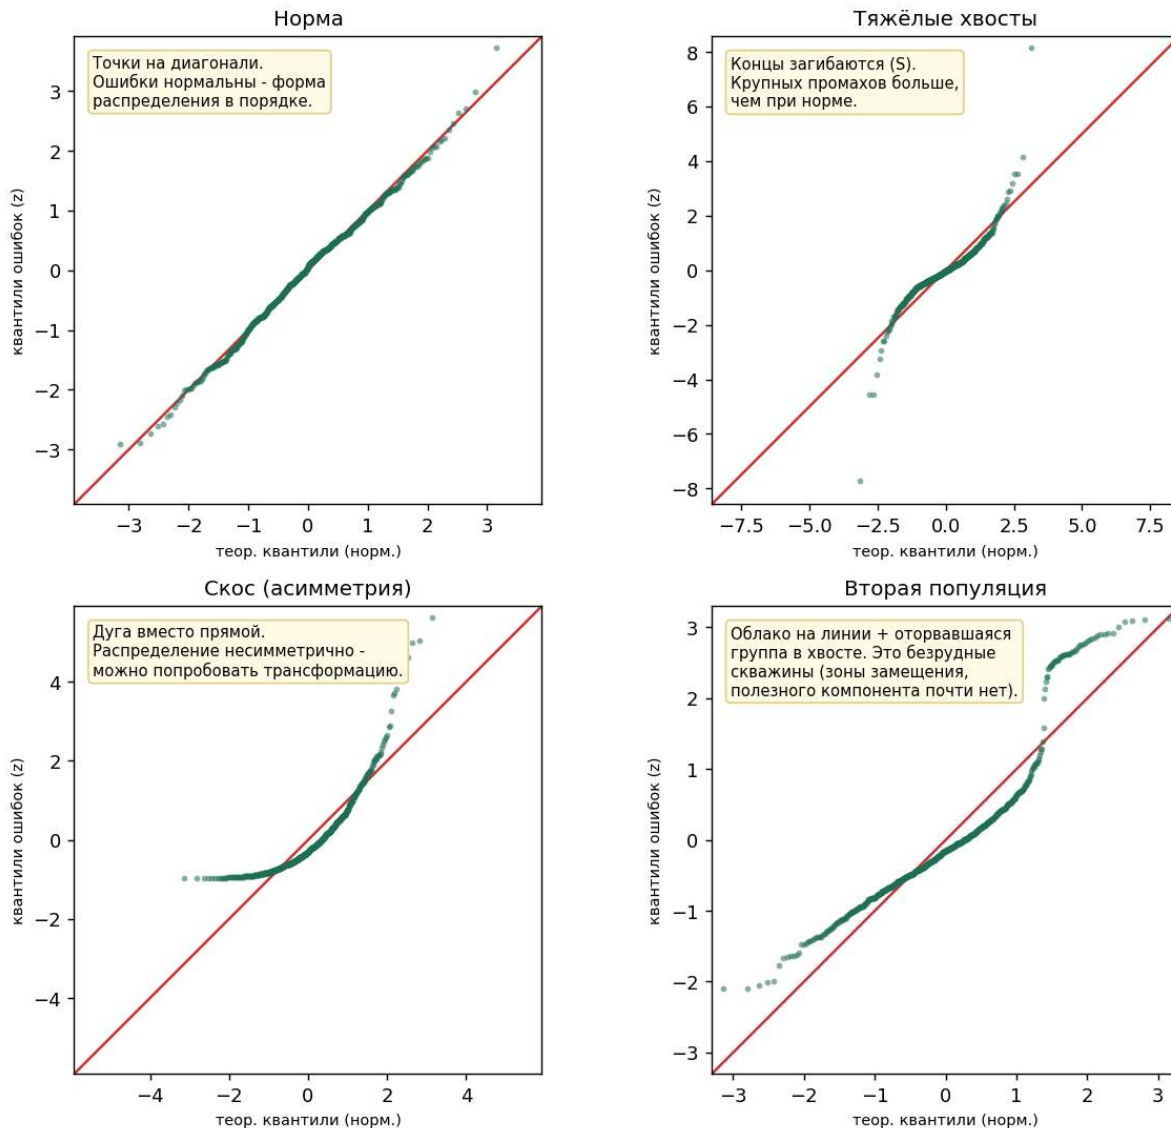 Норма
Точки на диагонали.
Ошибки нормальны - форма
распределения в порядке.
квантили ошибок (z)
3
2
1
0
−1
−2
−3
−3
−2
−1
0
1
2
3
теор. квантили (норм.)
Тяжёлые хвосты
Концы загибаются (S).
Крупных промахов больше,
чем при норме.
квантили ошибок (z)
8
6
4
2
0
−2
−4
−6
−8
−7.5
−5.0
−2.5
0.0
2.5
5.0
7.5
теор. квантили (норм.)
Скос (асимметрия)
Дуга вместо прямой.
Распределение несимметрично -
можно попробовать трансформацию.
квантили ошибок (z)
4
2
0
−2
−4
−4
−2
0
2
4
теор. квантили (норм.)
Вторая популяция
Облако на линии + оторвавшаяся
группа в хвосте. Это безрудные
скважины (зоны замещения,
полезного компонента почти нет).
квантили ошибок (z)
3
2
1
0
−1
−2
−3
−3
−2
−1
0
1
2
3
теор. квантили (норм.)